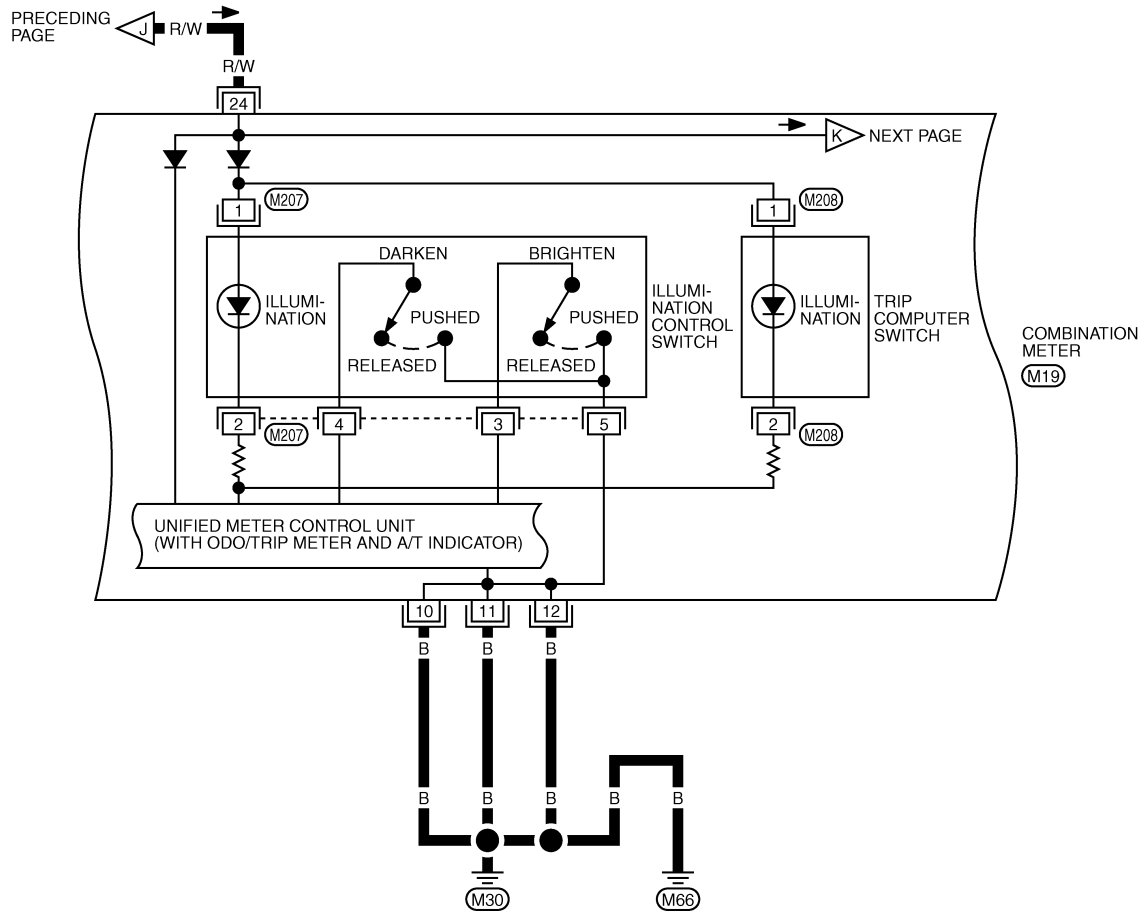 PRECEDING
PAGE
J
R/W
R/W
24
K
NEXT PAGE
M207
M208
1
1
DARKEN
BRIGHTEN
ILLUMI-
NATION
PUSHED
RELEASED
PUSHED
RELEASED
ILLUMI-
NATION
CONTROL
SWITCH
ILLUMI-
NATION
TRIP
COMPUTER
SWITCH
COMBINATION
METER
M19
2
M207
4
3
5
2
M208
UNIFIED METER CONTROL UNIT
(WITH ODO/TRIP METER AND A/T INDICATOR)
10
11
12
B
B
B
B
B
B
B
B
M30
M66